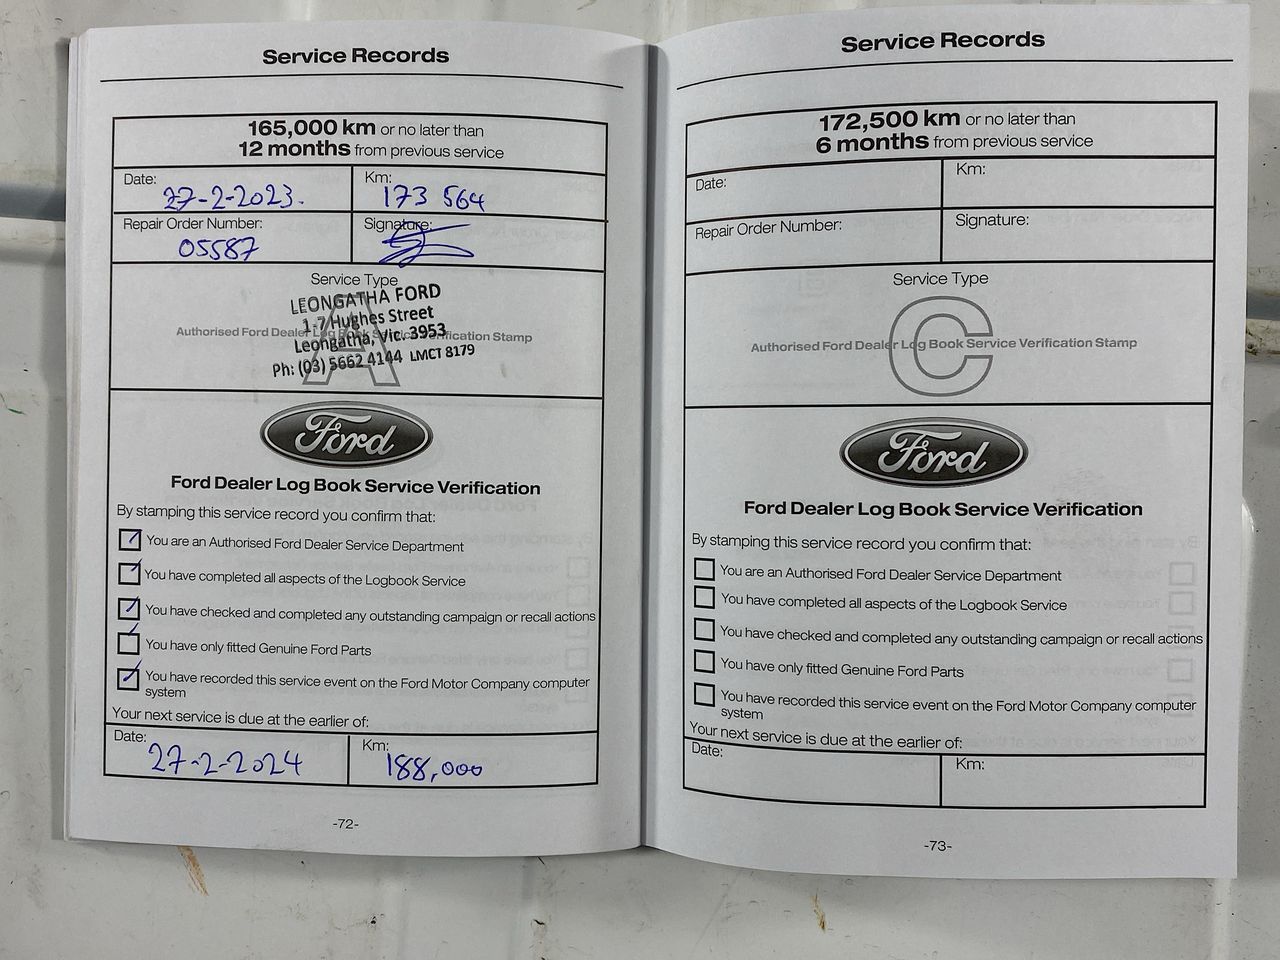 Service Records
165,000 km or no later than
12 months from previous service
Date:
27-2-2023.
Km:
173 564
Repair Order Number:
05587
Signature:
Service Type
A
Authorised Ford Dealer Log Book Service Verification Stamp
LEONGATHA FORD
1-7 Hughes Street
Leongatha, Vic. 3953
Ph: (03) 5662 4144 LMCT 8179
Ford
Ford Dealer Log Book Service Verification
By stamping this service record you confirm that:
You are an Authorised Ford Dealer Service Department
You have completed all aspects of the Logbook Service
You have checked and completed any outstanding campaign or recall actions
You have only fitted Genuine Ford Parts
You have recorded this service event on the Ford Motor Company computer
system
Your next service is due at the earlier of:
Date:
27-2-2024
Km:
188,000
-72-
Service Records
172,500 km or no later than
6 months from previous service
Date:
Km:
Repair Order Number:
Signature:
Service Type
C
Authorised Ford Dealer Log Book Service Verification Stamp
Ford
Ford Dealer Log Book Service Verification
By stamping this service record you confirm that:
You are an Authorised Ford Dealer Service Department
You have completed all aspects of the Logbook Service
You have checked and completed any outstanding campaign or recall actions
You have only fitted Genuine Ford Parts
You have recorded this service event on the Ford Motor Company computer
system
Your next service is due at the earlier of:
Date:
Km:
-73-